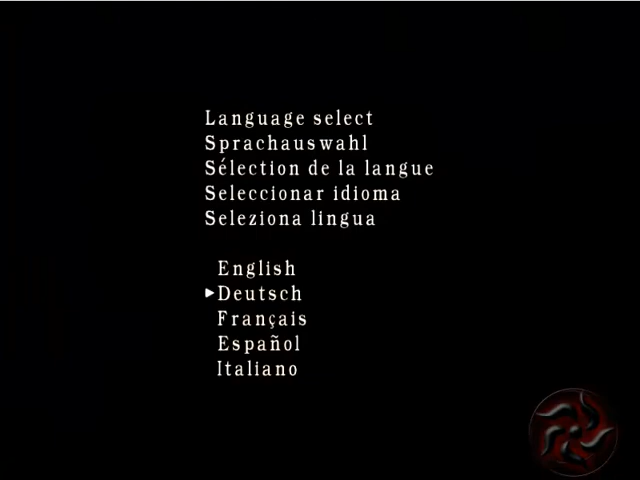 Language select
Sprachauswahl
Sélection de la langue
Seleccionar idioma
Seleziona lingua
English
Deutsch
Français
Español
Italiano